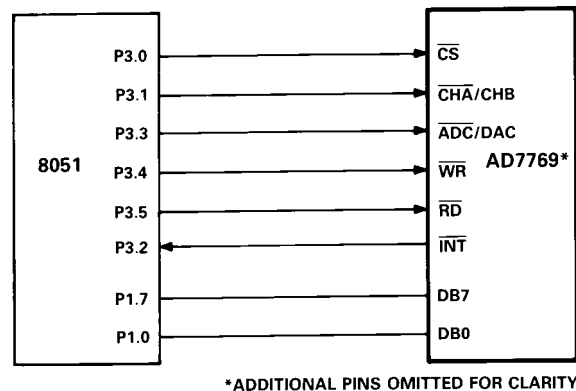 P3.0 CS
P3.1 CHA/CHB
P3.3 ADC/DAC
8051 AD7769*
P3.4 WR
P3.5 RD
P3.2 INT
P1.7 DB7
P1.0 DB0
*ADDITIONAL PINS OMITTED FOR CLARITY